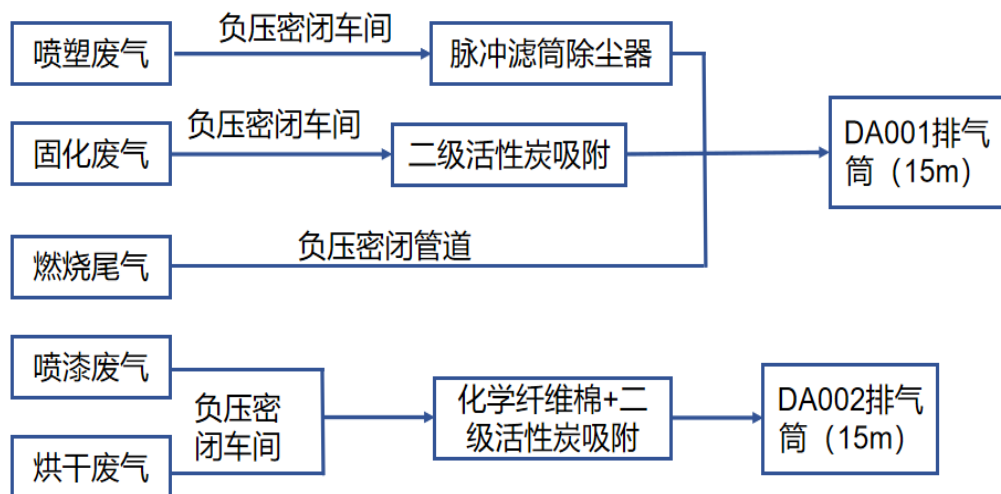 喷塑废气
负压密闭车间
脉冲滤筒除尘器
固化废气
负压密闭车间
二级活性炭吸附
DA001排气
筒（15m）
燃烧尾气
负压密闭管道
喷漆废气
烘干废气
负压密
闭车间
化学纤维棉+二
级活性炭吸附
DA002排气
筒（15m）